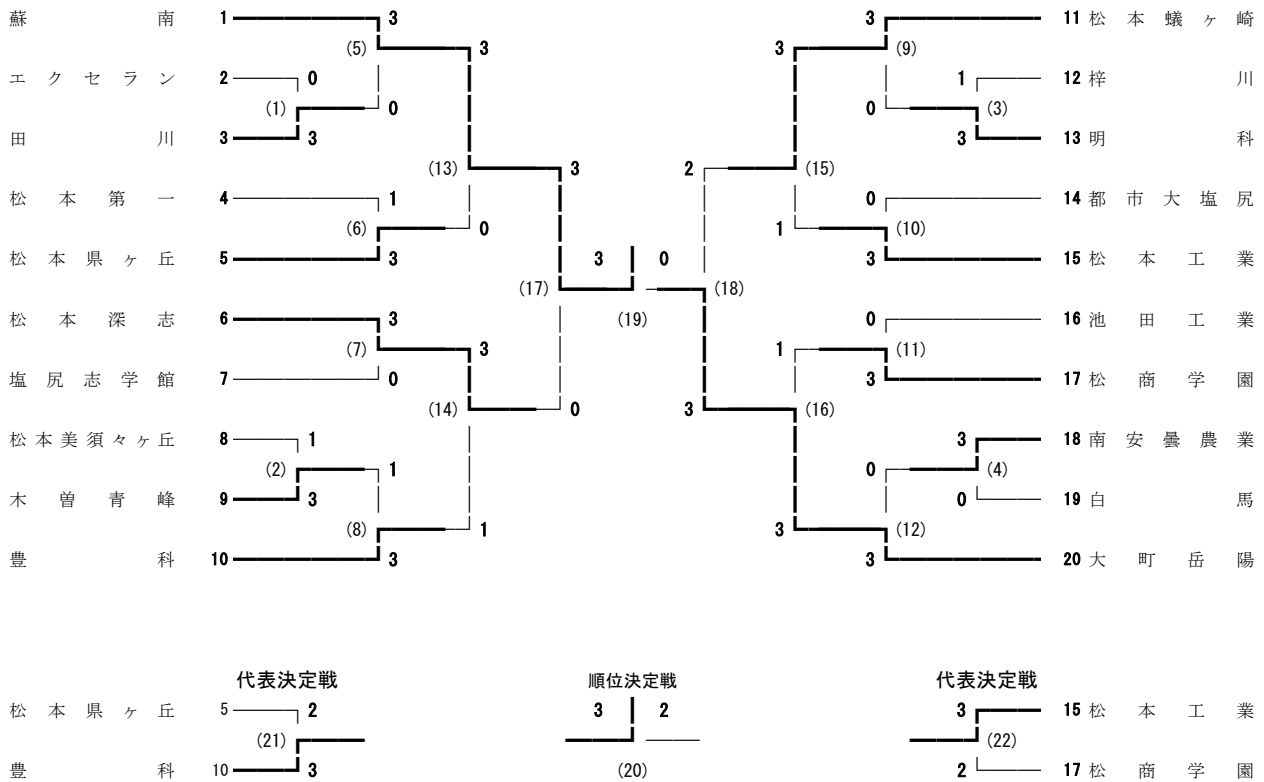 蘇南 1 3 3 11 松本蟻ヶ崎
(5) 3 3 (9)
エクセラン 2 0 1 12 梓川
(1) 0 0 (3)
田川 3 3 3 13 明科
(13) 3 2 (15)
松本第一 4 1 0 14 都市大塩尻
(6) 0 1 (10)
松本県ヶ丘 5 3 3 0 3 15 松本工業
(17) (18)
松本深志 6 3 (19) 0 16 池田工業
(7) 3 1 (11)
塩尻志学館 7 0 3 17 松商学園
(14) 0 3 (16)
松本美須々ヶ丘 8 1 3 18 南安曇農業
(2) 1 0 (4)
木曽青峰 9 3 0 19 白馬
(8) 1 3 (12)
豊科 10 3 3 20 大町岳陽
代表決定戦 順位決定戦 代表決定戦
松本県ヶ丘 5 2 3 2 3 15 松本工業
(21) (22)
豊科 10 3 (20) 2 17 松商学園